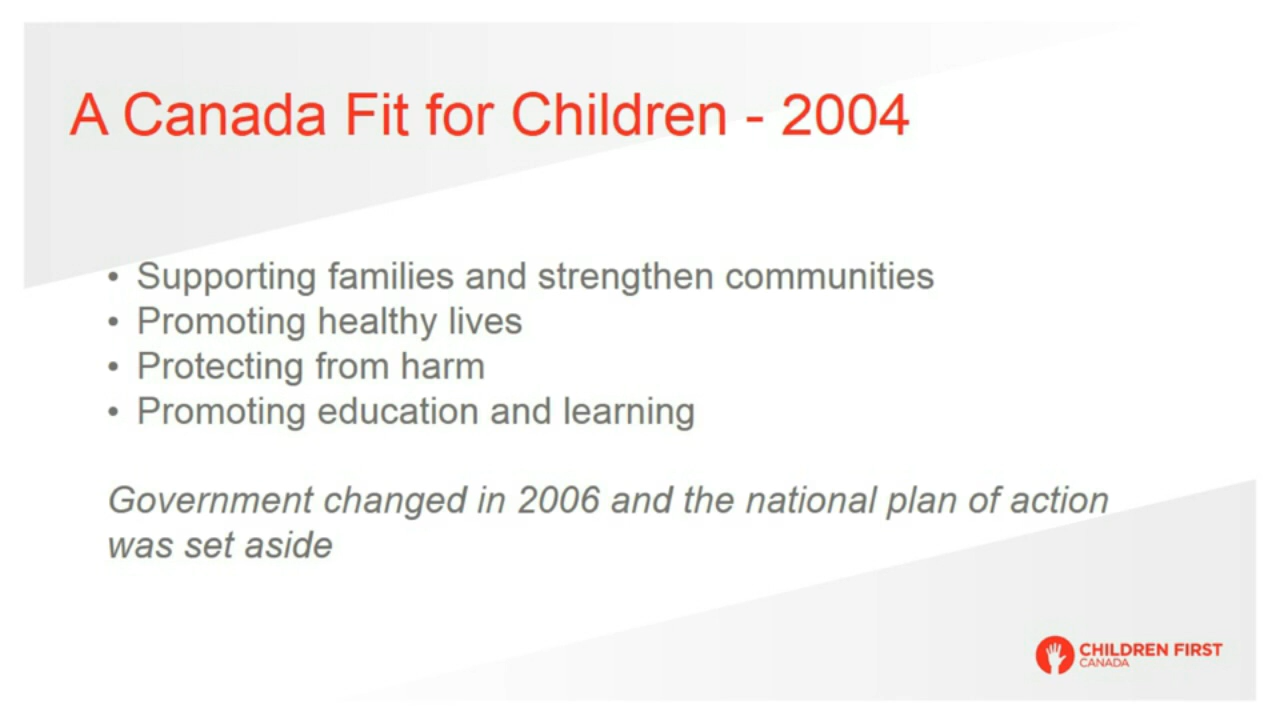 A Canada Fit for Children - 2004
• Supporting families and strengthen communities
• Promoting healthy lives
• Protecting from harm
• Promoting education and learning
Government changed in 2006 and the national plan of action
was set aside
CHILDREN FIRST
CANADA